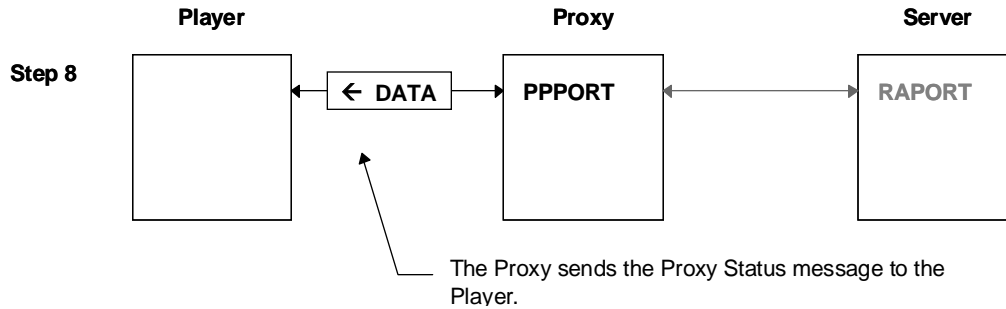 Player Proxy Server
Step 8
← DATA
PPPORT
RAPORT
The Proxy sends the Proxy Status message to the
Player.